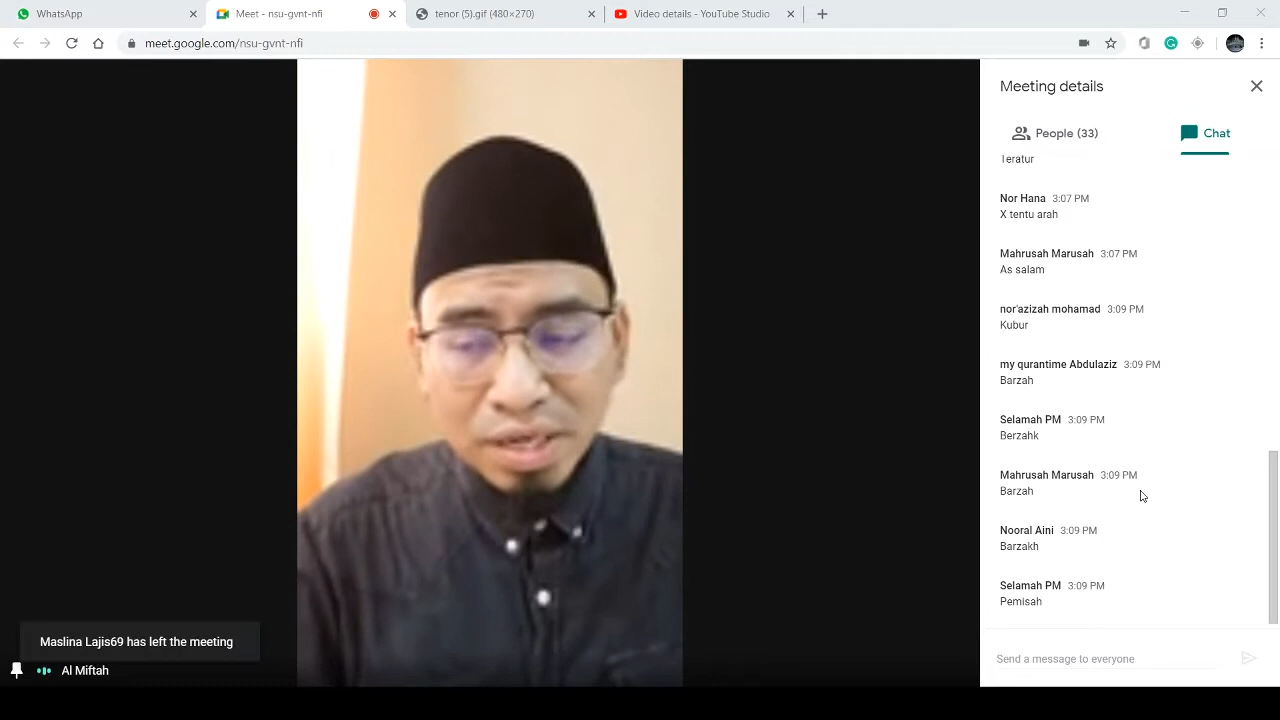 WhatsApp
Meet - nsu-gvnt-nfi
tenor (5).gif (480×270)
Video details - YouTube Studio
meet.google.com/nsu-gvnt-nfi
Meeting details
People (33)
Chat
Teratur
Nor Hana 3:07 PM
X tentu arah
Mahrusah Marusah 3:07 PM
As salam
nor'azizah mohamad 3:09 PM
Kubur
my qurantime Abdulaziz 3:09 PM
Barzah
Selamah PM 3:09 PM
Berzahk
Mahrusah Marusah 3:09 PM
Barzah
Nooral Aini 3:09 PM
Barzakh
Selamah PM 3:09 PM
Pemisah
Send a message to everyone
Maslina Lajis69 has left the meeting
Al Miftah